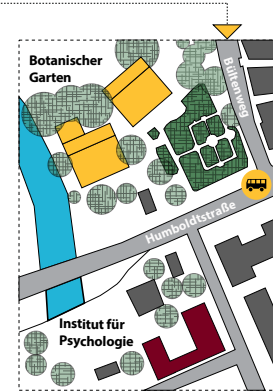 Botanischer
Garten
Bültenweg
Humboldtstraße
Institut für
Psychologie